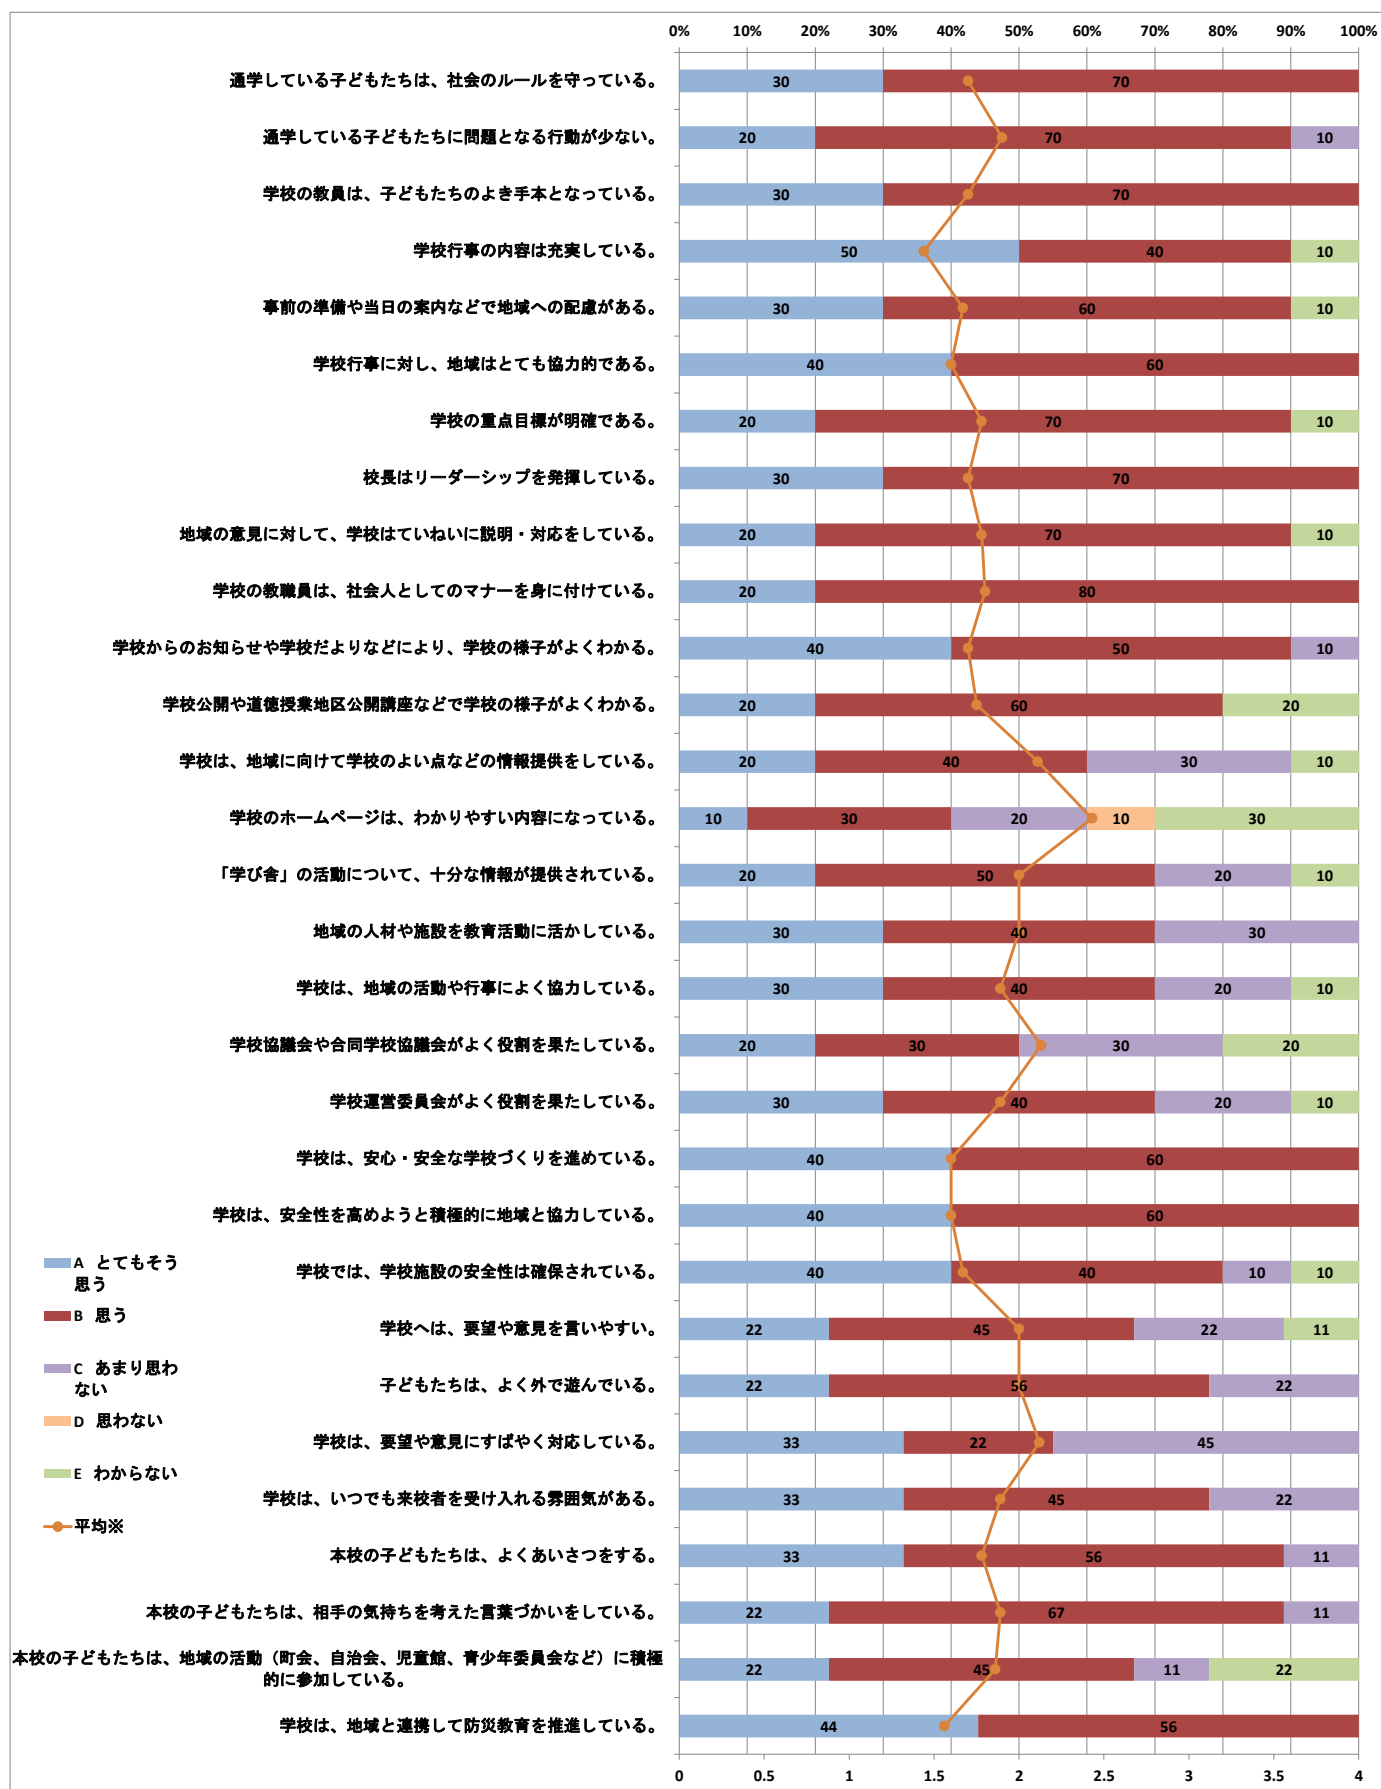 0% 10% 20% 30% 40% 50% 60% 70% 80% 90% 100%
通学している子どもたちは、社会のルールを守っている。 30 70
通学している子どもたちに問題となる行動が少ない。 20 70 10
学校の教員は、子どもたちのよき手本となっている。 30 70
学校行事の内容は充実している。 50 40 10
事前の準備や当日の案内などで地域への配慮がある。 30 60 10
学校行事に対し、地域はとても協力的である。 40 60
学校の重点目標が明確である。 20 70 10
校長はリーダーシップを発揮している。 30 70
地域の意見に対して、学校はていねいに説明・対応をしている。 20 70 10
学校の教職員は、社会人としてのマナーを身に付けている。 20 80
学校からのお知らせや学校だよりなどにより、学校の様子がよくわかる。 40 50 10
学校公開や道徳授業地区公開講座などで学校の様子がよくわかる。 20 60 20
学校は、地域に向けて学校のよい点などの情報提供をしている。 20 40 30 10
学校のホームページは、わかりやすい内容になっている。 10 30 20 10 30
「学び舎」の活動について、十分な情報が提供されている。 20 50 20 10
地域の人材や施設を教育活動に活かしている。 30 40 30
学校は、地域の活動や行事によく協力している。 30 40 20 10
学校協議会や合同学校協議会がよく役割を果たしている。 20 30 30 20
学校運営委員会がよく役割を果たしている。 30 40 20 10
学校は、安心・安全な学校づくりを進めている。 40 60
学校は、安全性を高めようと積極的に地域と協力している。 40 60
学校では、学校施設の安全性は確保されている。 40 40 10 10
学校へは、要望や意見を言いやすい。 22 45 22 11
子どもたちは、よく外で遊んでいる。 22 56 22
学校は、要望や意見にすばやく対応している。 33 22 45
学校は、いつでも来校者を受け入れる雰囲気がある。 33 45 22
本校の子どもたちは、よくあいさつをする。 33 56 11
本校の子どもたちは、相手の気持ちを考えた言葉づかいをしている。 22 67 11
本校の子どもたちは、地域の活動（町会、自治会、児童館、青少年委員会など）に積極
的に参加している。 22 45 11 22
学校は、地域と連携して防災教育を推進している。 44 56
0 0.5 1 1.5 2 2.5 3 3.5 4
A とてもそう
思う
B 思う
C あまり思わ
ない
D 思わない
E わからない
平均※